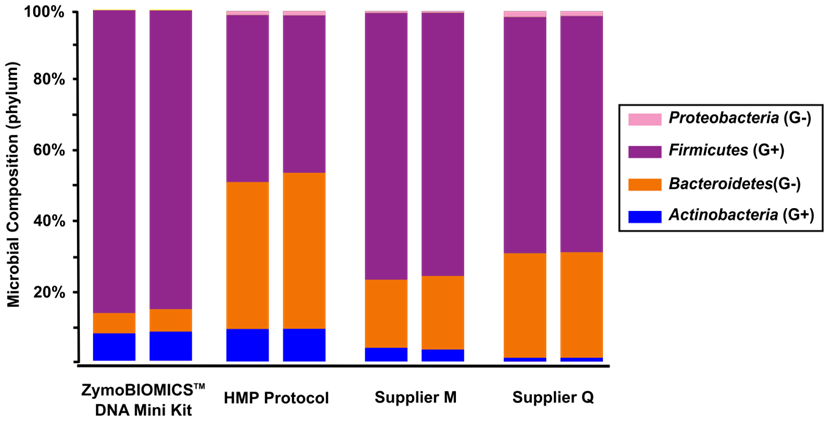 Microbial Composition (phylum)
100%
80%
60%
40%
20%
ZymoBIOMICS™
DNA Mini Kit
HMP Protocol
Supplier M
Supplier Q
Proteobacteria (G-)
Firmicutes (G+)
Bacteroidetes(G-)
Actinobacteria (G+)